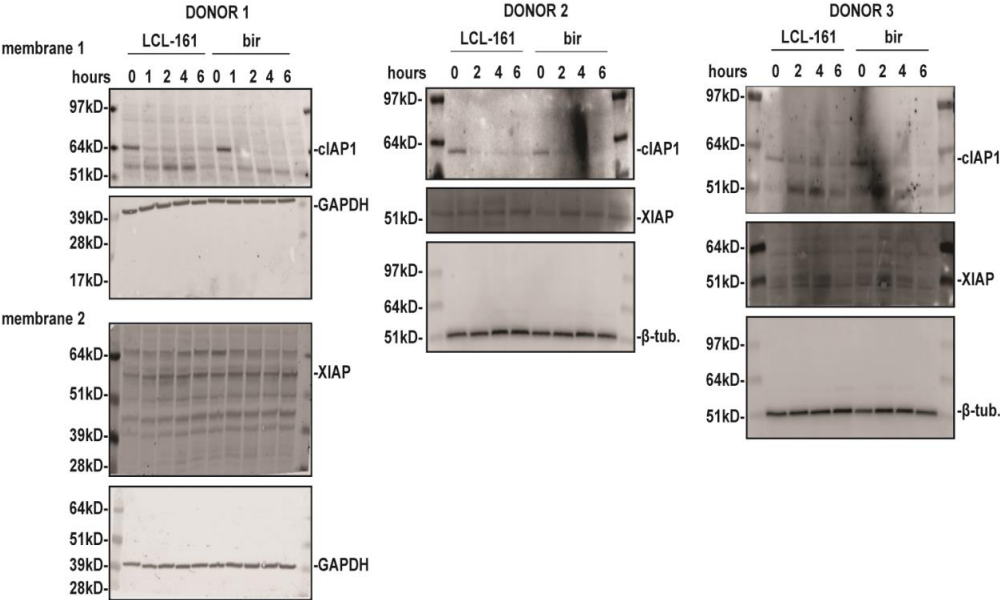 DONOR 1
membrane 1
LCL-161 bir
hours 0 1 2 4 6 0 1 2 4 6
97kD-
64kD- -cIAP1
51kD-
-GAPDH
39kD-
28kD-
17kD-
membrane 2
64kD-
-XIAP
51kD-
39kD-
28kD-
64kD-
51kD-
39kD- -GAPDH
28kD-
DONOR 2
LCL-161 bir
hours 0 2 4 6 0 2 4 6
97kD-
64kD- -cIAP1
51kD- -XIAP
97kD-
64kD-
51kD- -β-tub.
DONOR 3
LCL-161 bir
hours 0 2 4 6 0 2 4 6
97kD-
64kD- -cIAP1
51kD-
64kD-
51kD- -XIAP
97kD-
64kD-
51kD- -β-tub.